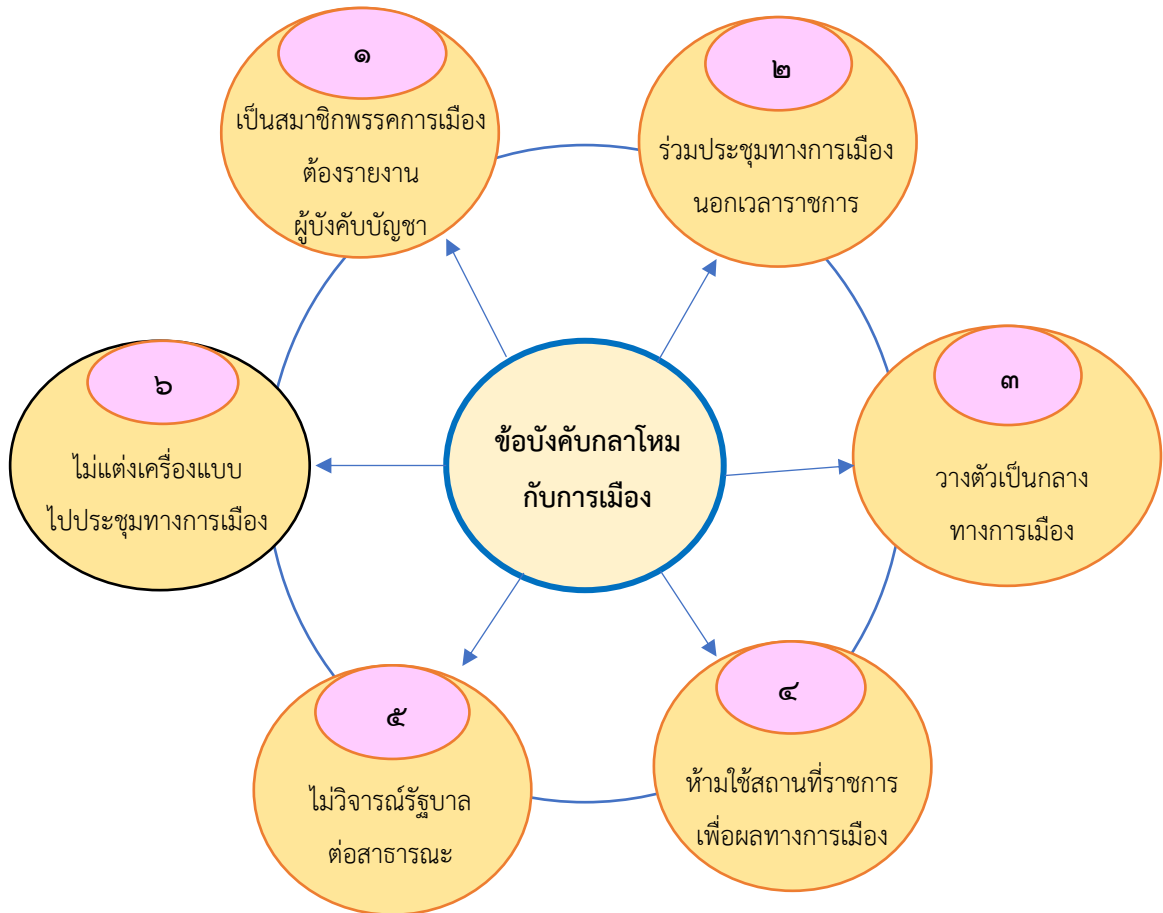 ๑
เป็นสมาชิกพรรคการเมือง
ต้องรายงาน
ผู้บังคับบัญชา
๒
ร่วมประชุมทางการเมือง
นอกเวลาราชการ
๓
วางตัวเป็นกลาง
ทางการเมือง
๔
ห้ามใช้สถานที่ราชการ
เพื่อผลทางการเมือง
๕
ไม่วิจารณ์รัฐบาล
ต่อสาธารณะ
๖
ไม่แต่งเครื่องแบบ
ไปประชุมทางการเมือง
ข้อบังคับกลาโหม
กับการเมือง